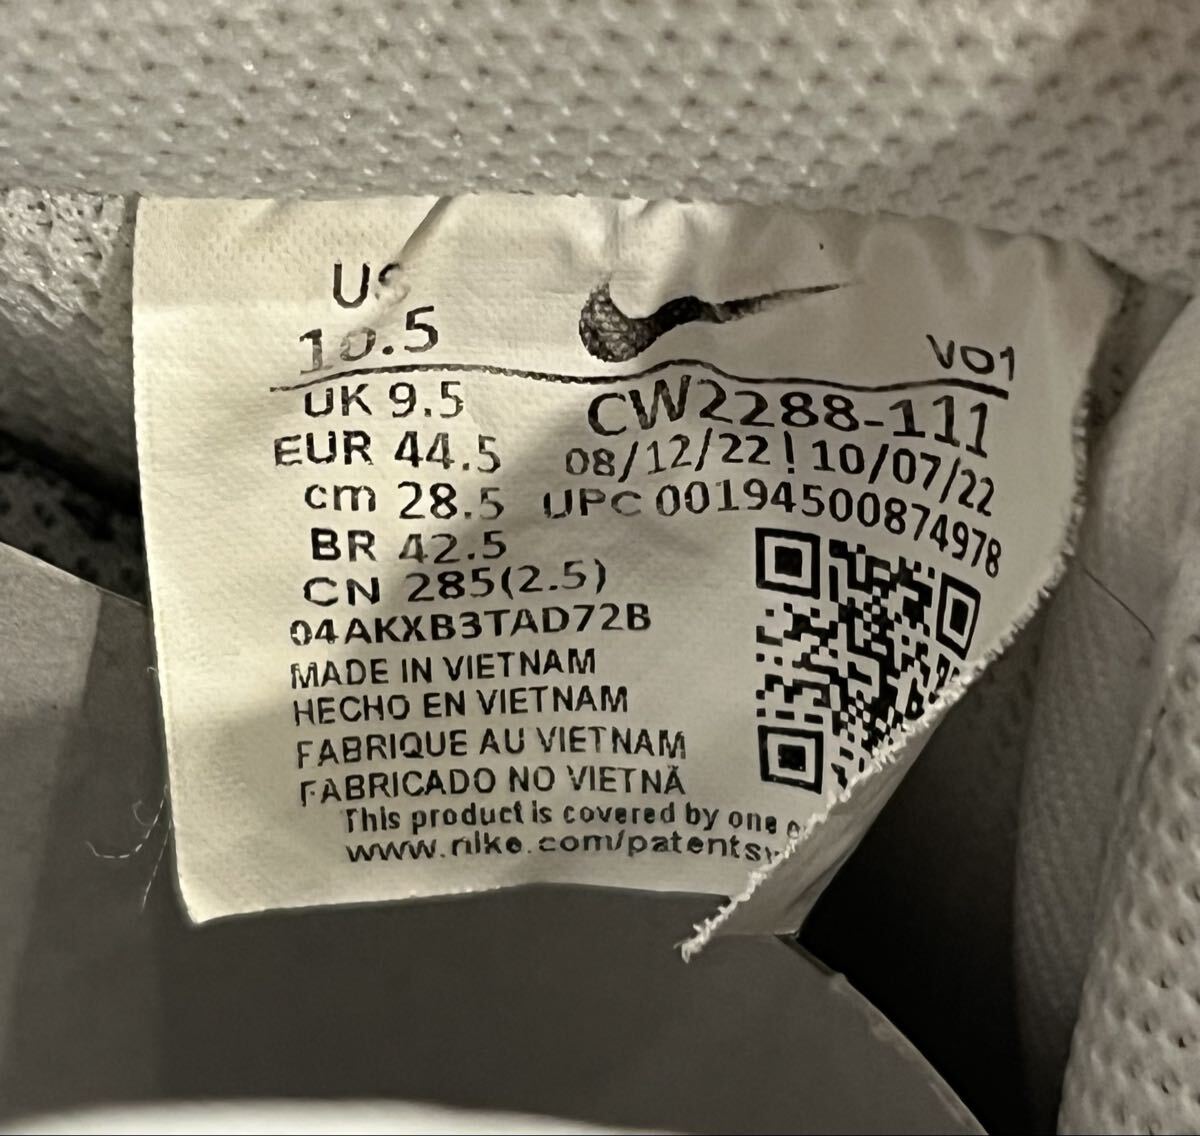 US
10.5
VO1
UK 9.5
CW2288-111
EUR 44.5
08/12/22! 10/07/22
cm 28.5
UPC 00194500874978
BR 42.5
CN 285(2.5)
04AKXB3TAD72B
MADE IN VIETNAM
HECHO EN VIETNAM
FABRIQUE AU VIETNAM
FABRICADO NO VIETNÃ
This product is covered by one
www.nike.com/patents